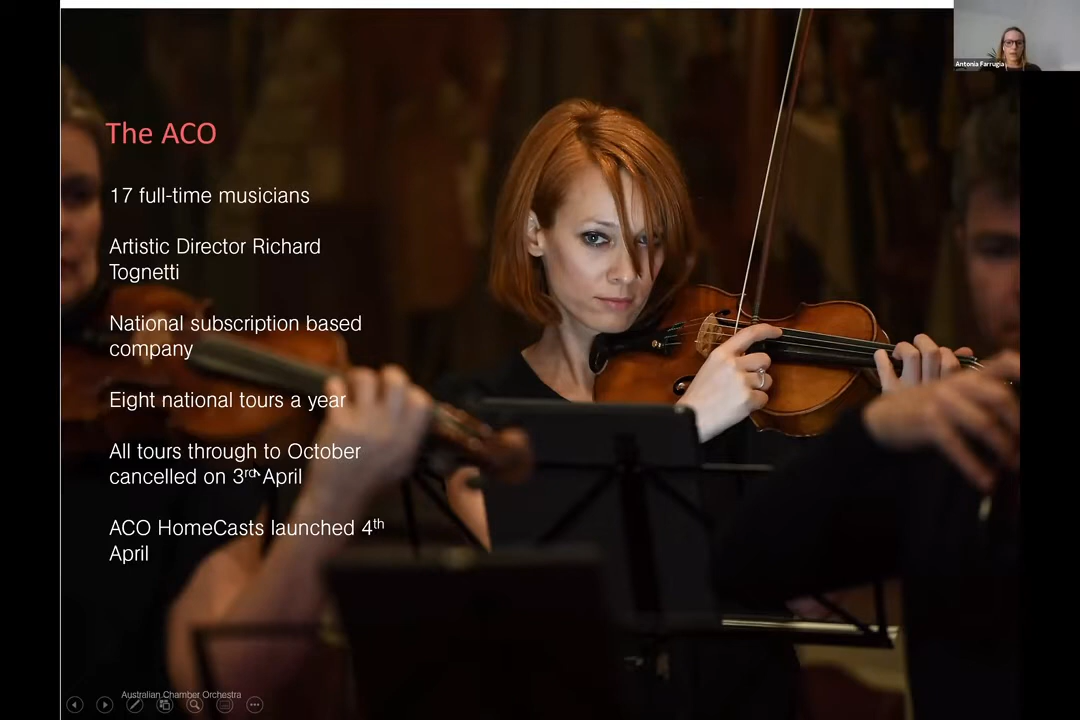 Antonia Farrugia
The ACO
17 full-time musicians
Artistic Director Richard
Tognetti
National subscription based
company
Eight national tours a year
All tours through to October
cancelled on 3rd April
ACO HomeCasts launched 4th
April
Australian Chamber Orchestra